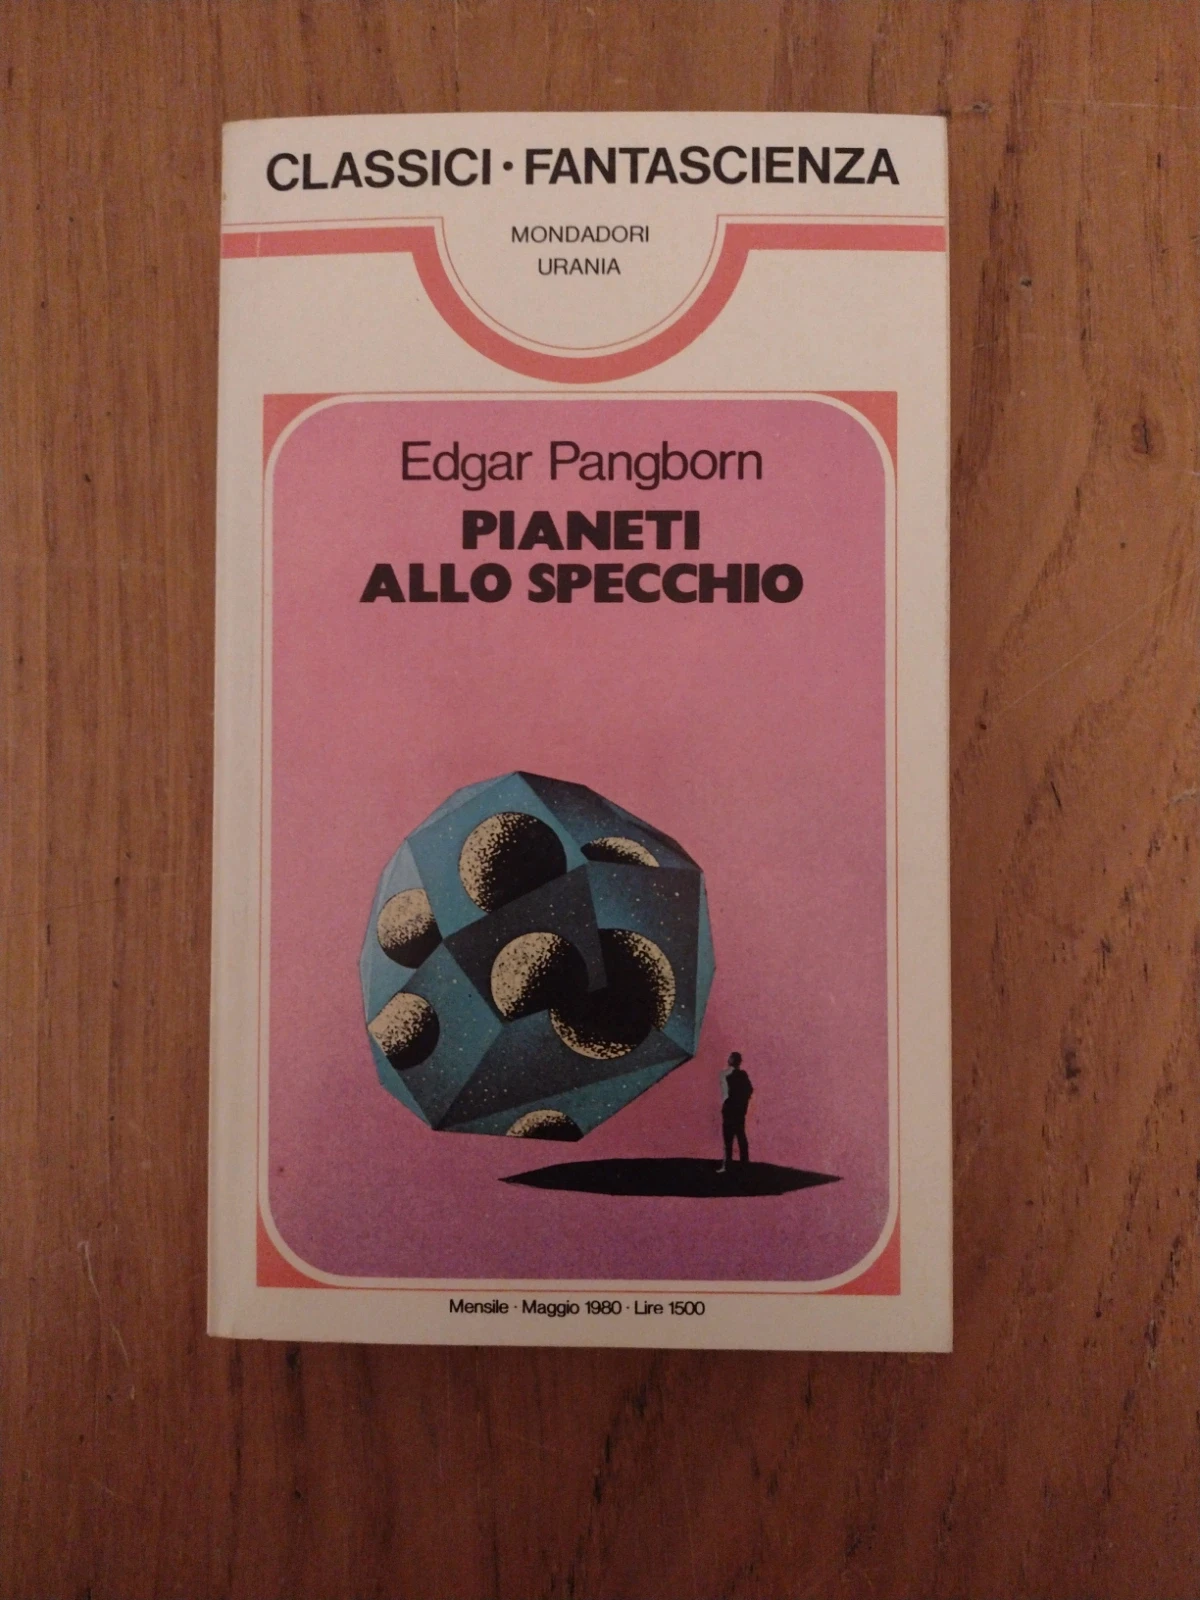 CLASSICI • FANTASCIENZA
MONDADORI
URANIA
Edgar Pangborn
PIANETI
ALLO SPECCHIO
Mensile • Maggio 1980 • Lire 1500